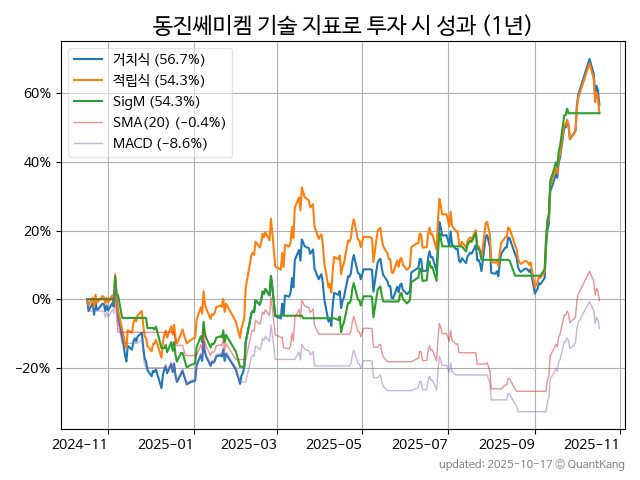 동진쎄미켐 기술 지표로 투자 시 성과 (1년)
거치식 (56.7%)
적립식 (54.3%)
SigM (54.3%)
SMA(20) (−0.4%)
MACD (−8.6%)
60%
40%
20%
0%
−20%
2024-11
2025-01
2025-03
2025-05
2025-07
2025-09
2025-11
updated: 2025-10-17 © QuantKang